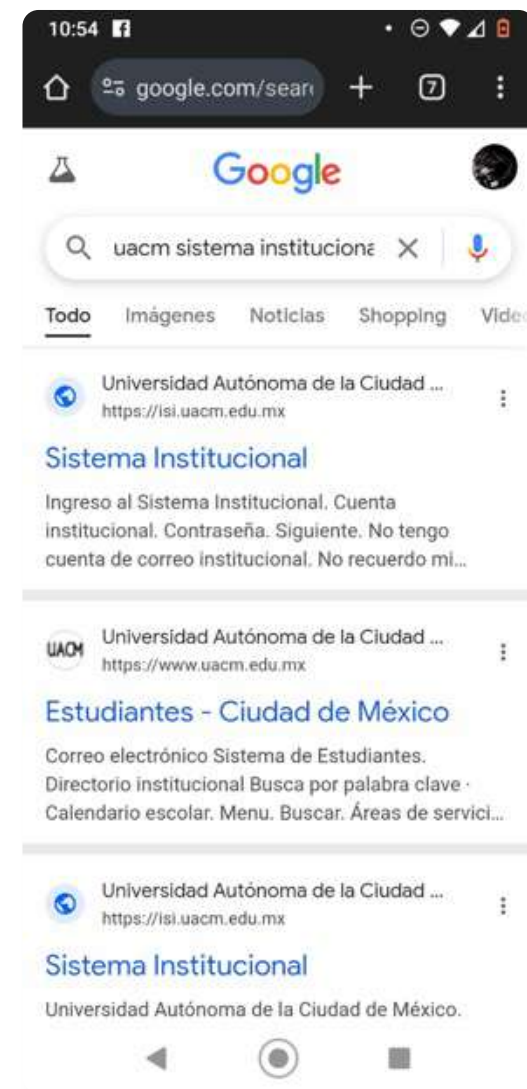 10:54
google.com/sear
7
Google
uacm sistema instituciona
Todo Imágenes Noticias Shopping Vide
Universidad Autónoma de la Ciudad ...
https://isi.uacm.edu.mx
Sistema Institucional
Ingreso al Sistema Institucional. Cuenta
institucional. Contraseña. Siguiente. No tengo
cuenta de correo institucional. No recuerdo mi...
UACM
Universidad Autónoma de la Ciudad ...
https://www.uacm.edu.mx
Estudiantes - Ciudad de México
Correo electrónico Sistema de Estudiantes.
Directorio institucional Busca por palabra clave ·
Calendario escolar. Menu. Buscar. Áreas de servici...
Universidad Autónoma de la Ciudad ...
https://isi.uacm.edu.mx
Sistema Institucional
Universidad Autónoma de la Ciudad de México.